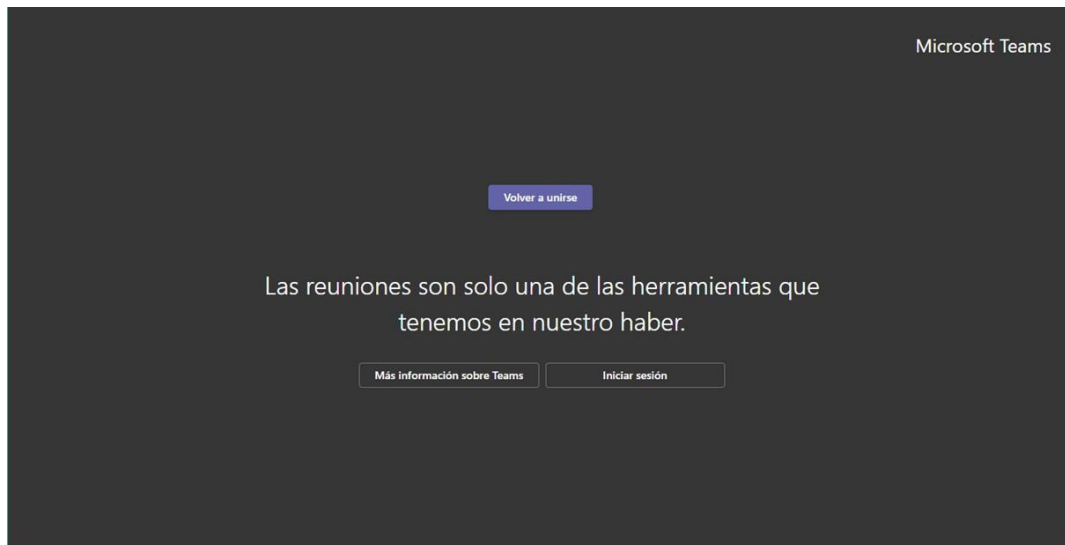 Microsoft Teams
Volver a unirse
Las reuniones son solo una de las herramientas que
tenemos en nuestro haber.
Más información sobre Teams
Iniciar sesión